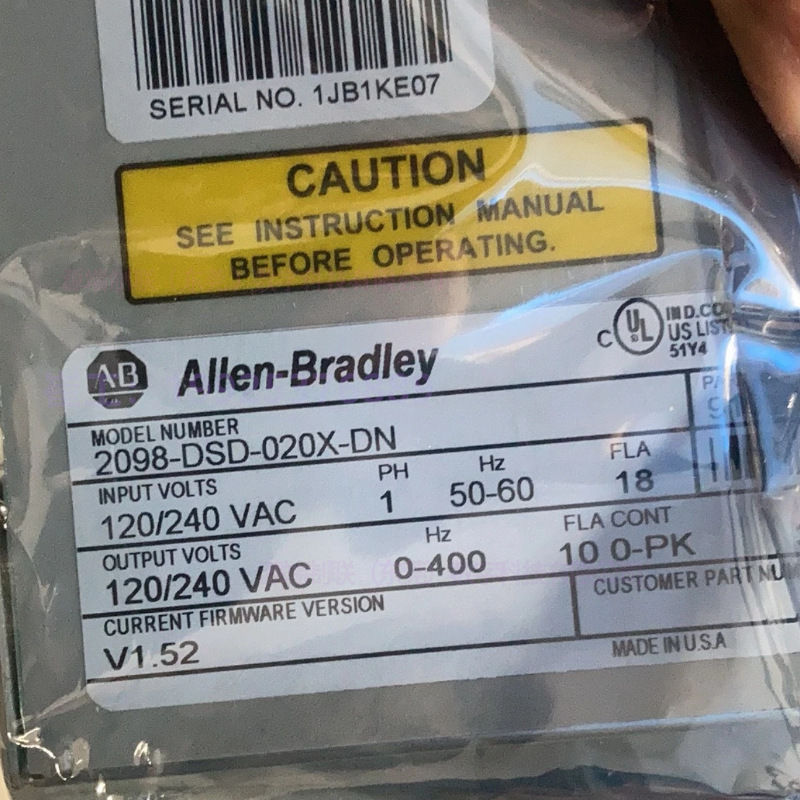 SERIAL NO. 1JB1KE07
CAUTION
SEE INSTRUCTION MANUAL
BEFORE OPERATING.
AB Allen-Bradley
C UL
US LIST
51Y4
MODEL NUMBER
2098-DSD-020X-DN
INPUT VOLTS PH Hz FLA
120/240 VAC 1 50-60 18
OUTPUT VOLTS Hz FLA CONT
120/240 VAC 0-400 10 0-PK
CURRENT FIRMWARE VERSION CUSTOMER PART
V1.52
MADE IN U.S.A